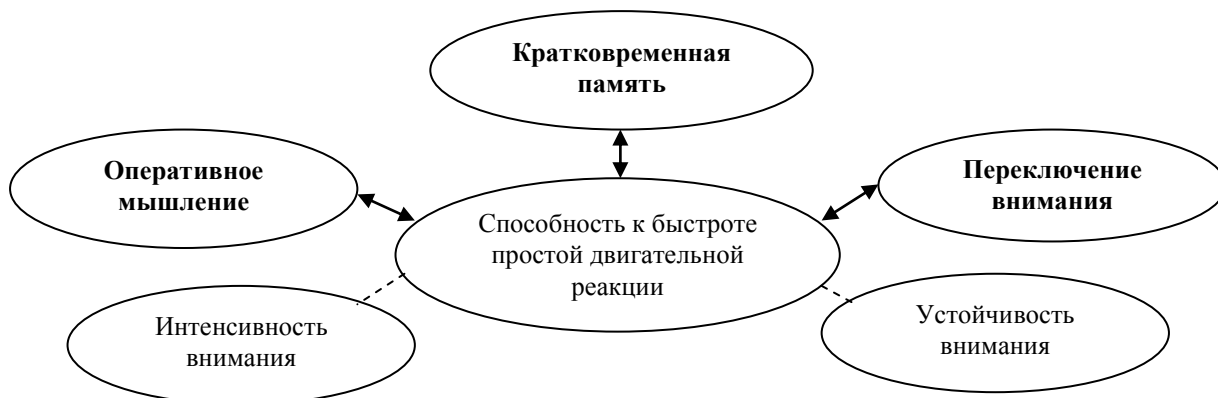 Кратковременная
память
Оперативное
мышление
Переключение
внимания
Способность к быстроте
простой двигательной
реакции
Интенсивность
внимания
Устойчивость
внимания